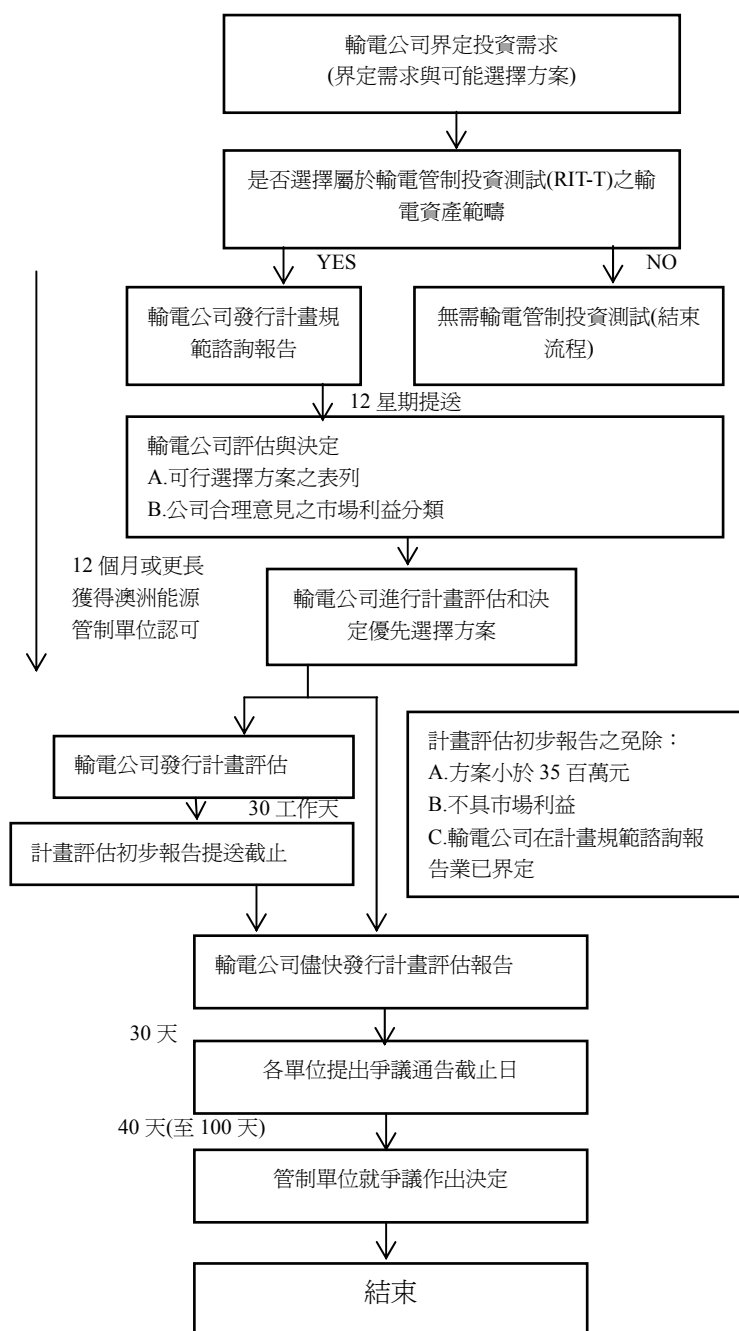 輸電公司界定投資需求
(界定需求與可能選擇方案)
是否選擇屬於輸電管制投資測試(RIT-T)之輸
電資產範疇
YES
NO
輸電公司發行計畫規
範諮詢報告
無需輸電管制投資測試(結束
流程)
12 星期提送
輸電公司評估與決定
A.可行選擇方案之表列
B.公司合理意見之市場利益分類
12 個月或更長
獲得澳洲能源
管制單位認可
輸電公司進行計畫評估和決
定優先選擇方案
輸電公司發行計畫評估
30 工作天
計畫評估初步報告提送截止
計畫評估初步報告之免除：
A.方案小於 35 百萬元
B.不具市場利益
C.輸電公司在計畫規範諮詢報
告業已界定
輸電公司儘快發行計畫評估報告
30 天
各單位提出爭議通告截止日
40 天(至 100 天)
管制單位就爭議作出決定
結束